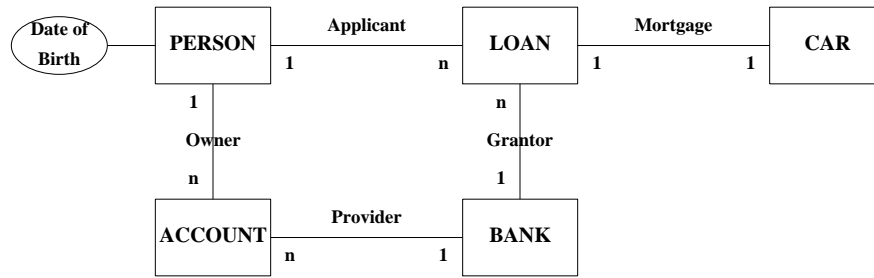 Date of
Birth
PERSON
Applicant
LOAN
Mortgage
CAR
1
n
1
1
1
n
Owner
Grantor
n
1
ACCOUNT
Provider
BANK
n
1